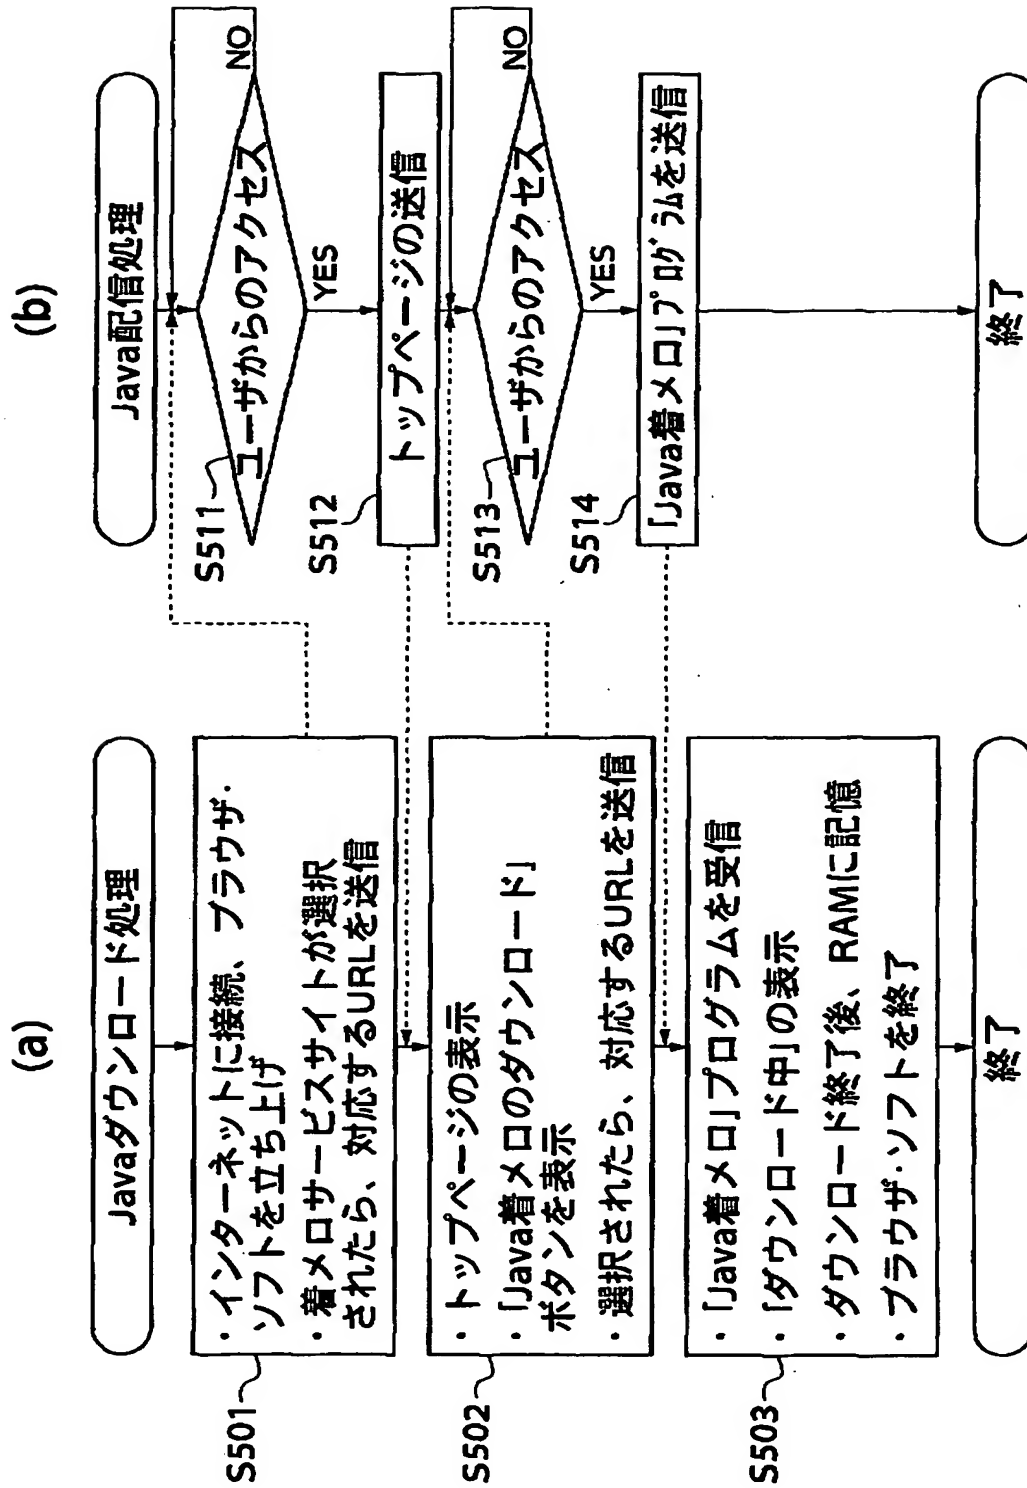 (a)
Javaダウンロード処理
S501
・インターネットに接続、ブラウザ・
ソフトを立ち上げ
・着メロサービスサイトが選択
されたら、対応するURLを送信
S502
・トップページの表示
・「Java着メロのダウンロード」
ボタンを表示
・選択されたら、対応するURLを送信
S503
・「Java着メロ」プログラムを受信
・「ダウンロード中」の表示
・ダウンロード終了後、RAMに記憶
・ブラウザ・ソフトを終了
終了
(b)
Java配信処理
S511
ユーザからのアクセス
NO
YES
S512
トップページの送信
S513
ユーザからのアクセス
NO
YES
S514
「Java着メロ」プログラムを送信
終了